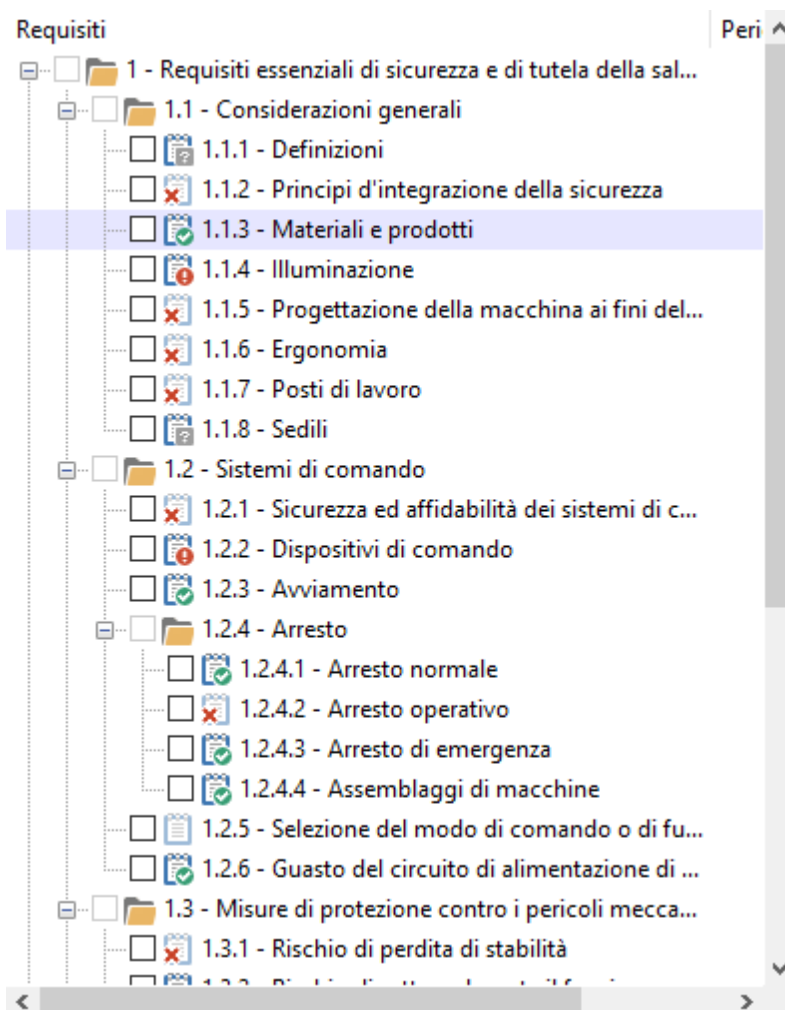 Requisiti Peri
1 - Requisiti essenziali di sicurezza e di tutela della sal...
1.1 - Considerazioni generali
1.1.1 - Definizioni
1.1.2 - Principi d'integrazione della sicurezza
1.1.3 - Materiali e prodotti
1.1.4 - Illuminazione
1.1.5 - Progettazione della macchina ai fini del...
1.1.6 - Ergonomia
1.1.7 - Posti di lavoro
1.1.8 - Sedili
1.2 - Sistemi di comando
1.2.1 - Sicurezza ed affidabilità dei sistemi di c...
1.2.2 - Dispositivi di comando
1.2.3 - Avviamento
1.2.4 - Arresto
1.2.4.1 - Arresto normale
1.2.4.2 - Arresto operativo
1.2.4.3 - Arresto di emergenza
1.2.4.4 - Assemblaggi di macchine
1.2.5 - Selezione del modo di comando o di fu...
1.2.6 - Guasto del circuito di alimentazione di ...
1.3 - Misure di protezione contro i pericoli mecca...
1.3.1 - Rischio di perdita di stabilità